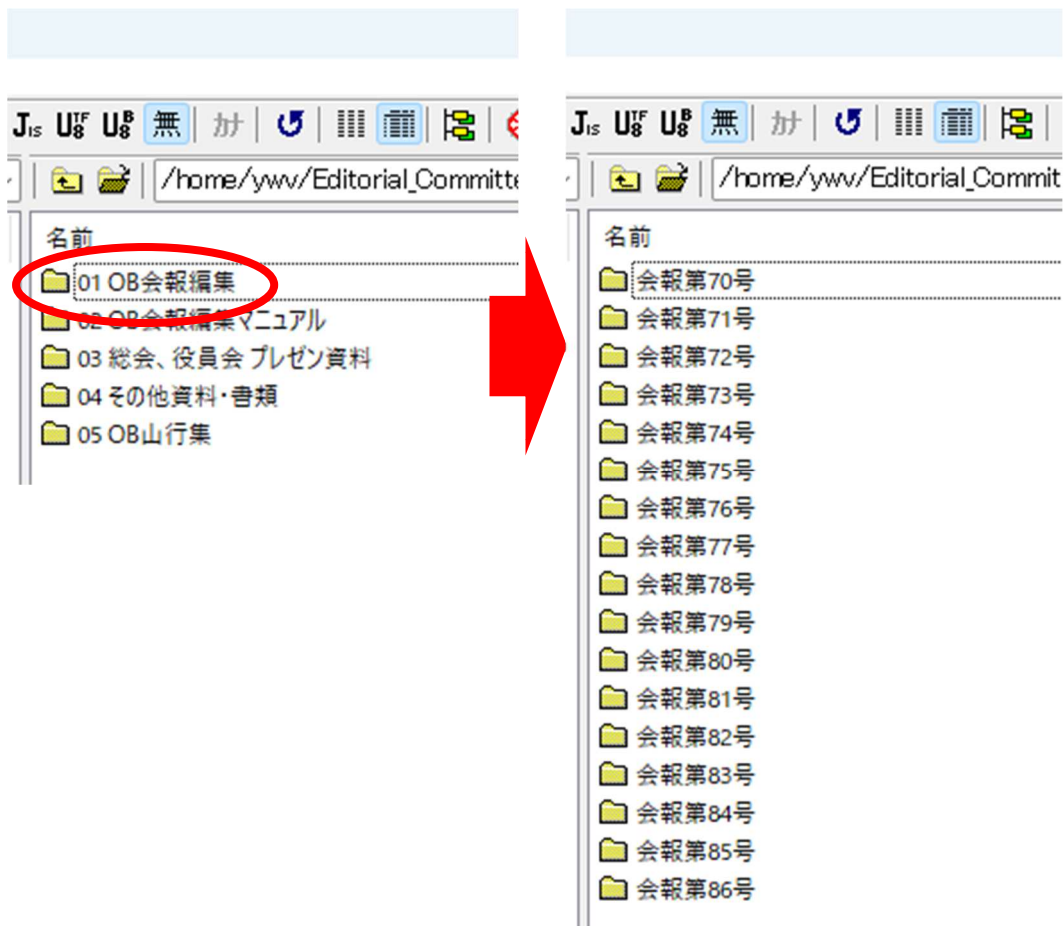 JIS UTF8 U8B 無 カナ
/home/ywv/Editorial_Committe
名前
01 OB会報編集
02 OB会報編集マニュアル
03 総会、役員会 プレゼン資料
04 その他資料・書類
05 OB山行集
JIS UTF8 U8B 無 カナ
/home/ywv/Editorial_Commit
名前
会報第70号
会報第71号
会報第72号
会報第73号
会報第74号
会報第75号
会報第76号
会報第77号
会報第78号
会報第79号
会報第80号
会報第81号
会報第82号
会報第83号
会報第84号
会報第85号
会報第86号